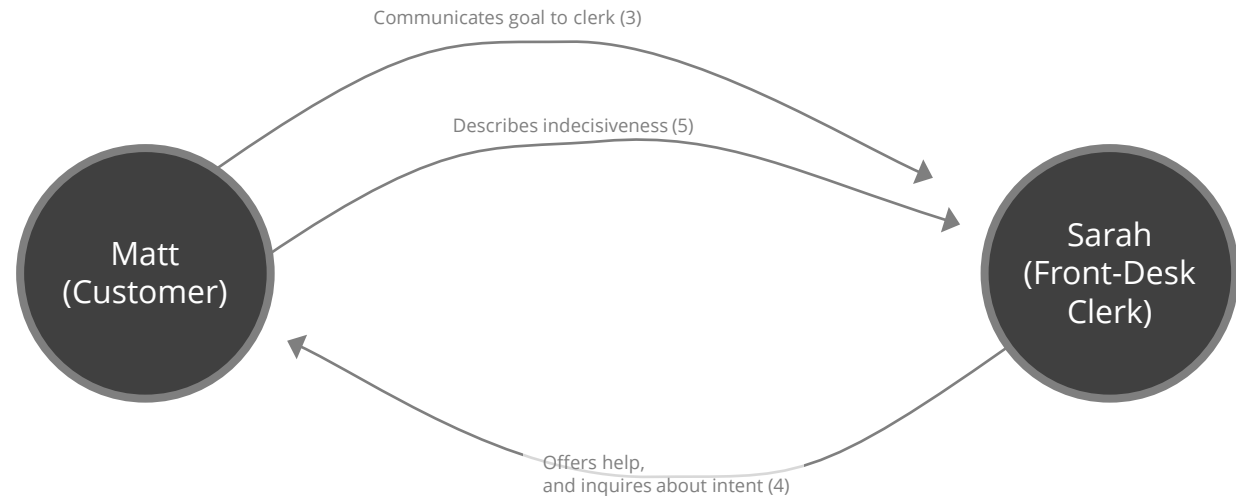 Communicates goal to clerk (3)
Describes indecisiveness (5)
Matt
(Customer)
Sarah
(Front-Desk
Clerk)
Offers help,
and inquires about intent (4)